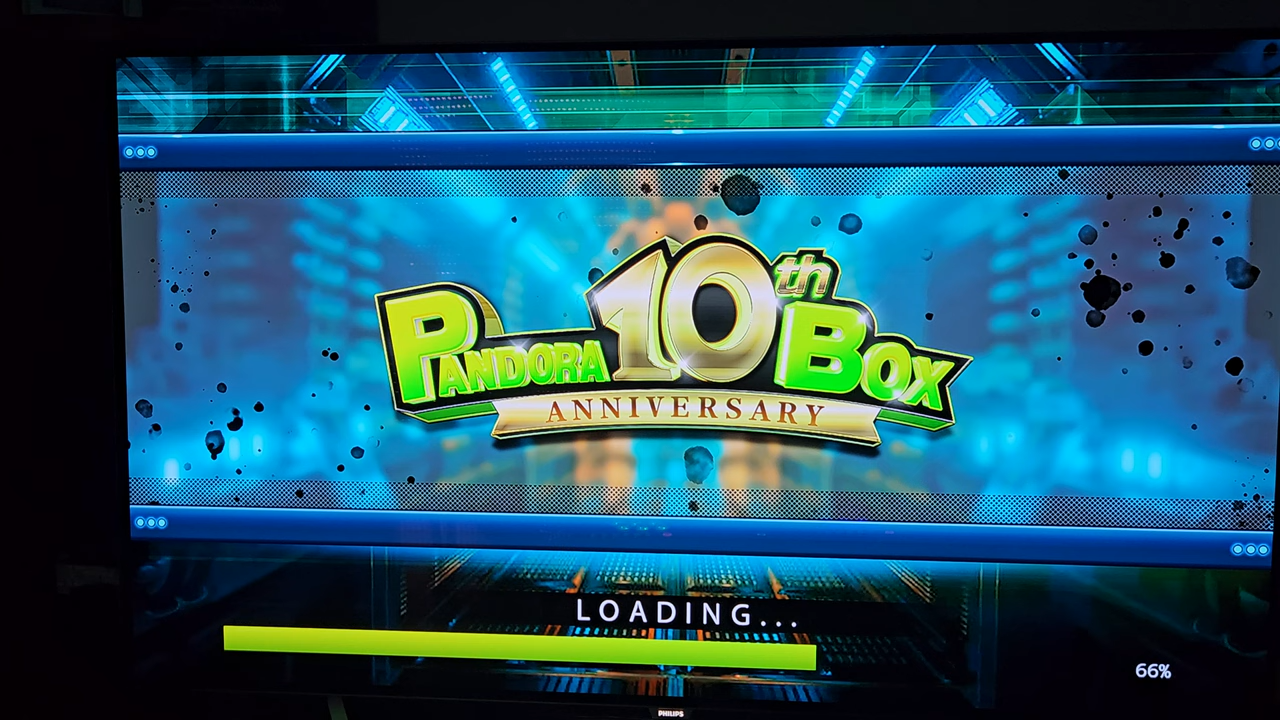 PANDORA 10th BOX
ANNIVERSARY
LOADING...
66%
PHILIPS